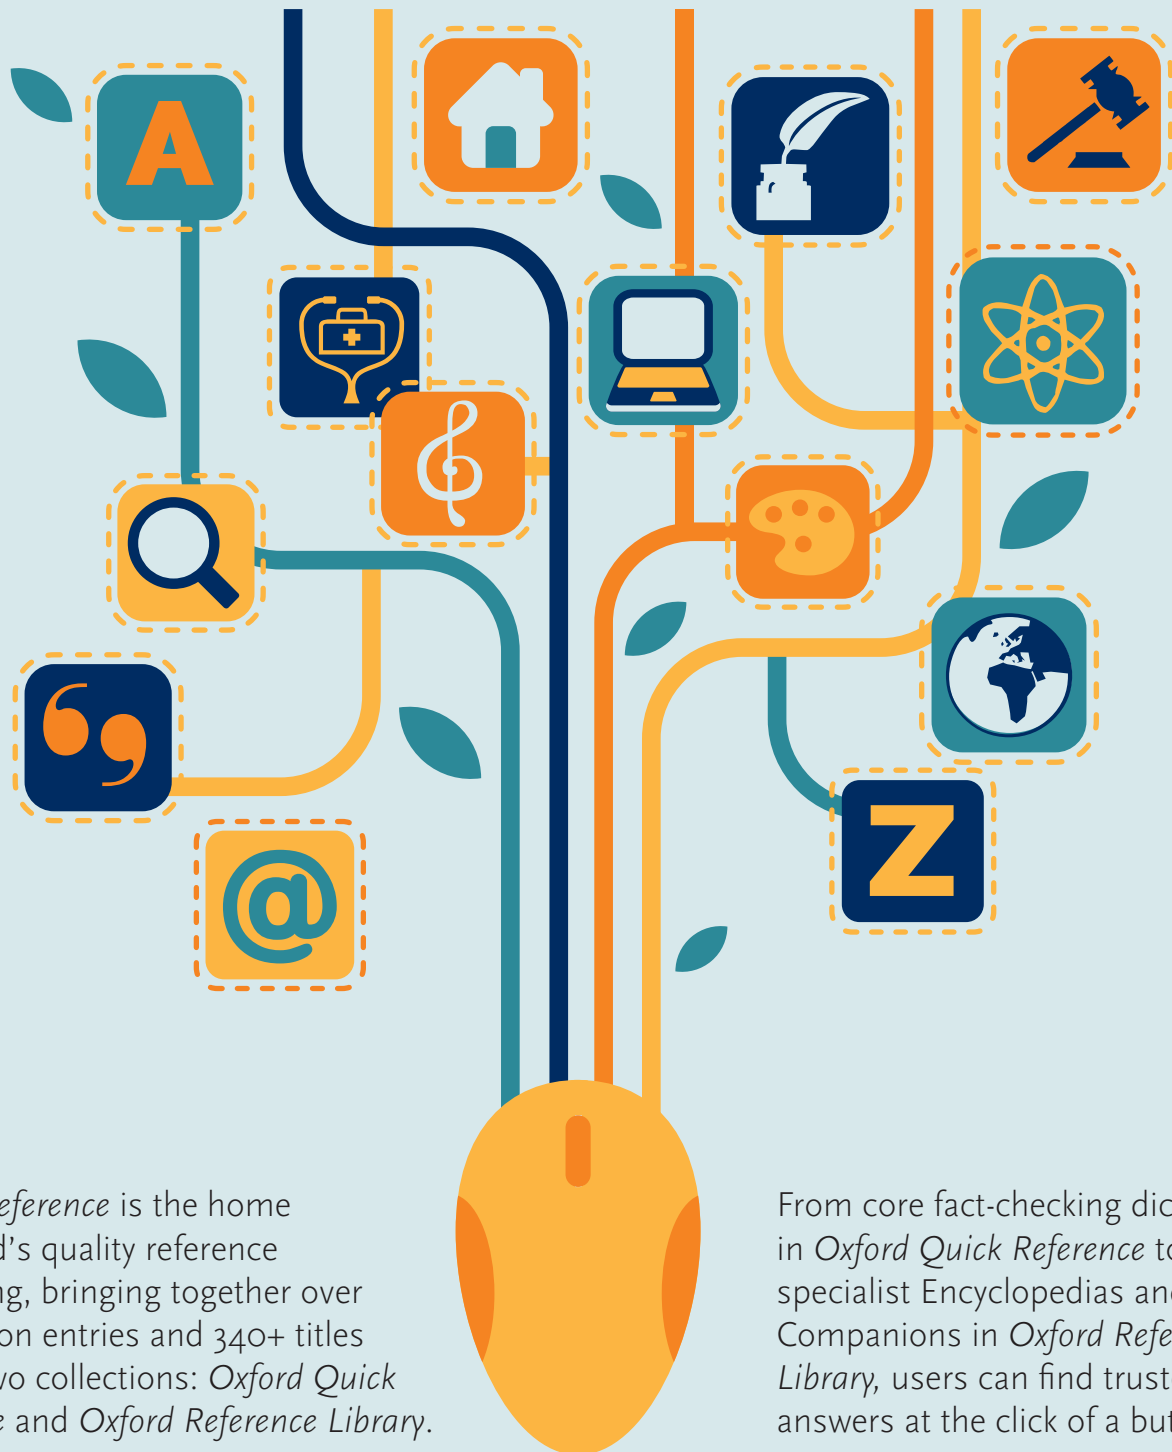 A
@
Z
eference is the home
d's quality reference
ng, bringing together over
on entries and 340+ titles
wo collections: Oxford Quick
e and Oxford Reference Library.
From core fact-checking dic
in Oxford Quick Reference to
specialist Encyclopedias and
Companions in Oxford Refe
Library, users can find trust
answers at the click of a but